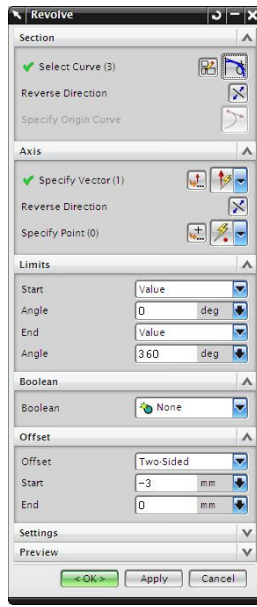 Revolve
Section
Select Curve (3)
Reverse Direction
Specify Origin Curve
Axis
Specify Vector (1)
Reverse Direction
Specify Point (0)
Limits
Start Value
Angle 0 deg
End Value
Angle 360 deg
Boolean
Boolean None
Offset
Offset Two-Sided
Start -3 mm
End 0 mm
Settings
Preview
< OK > Apply Cancel